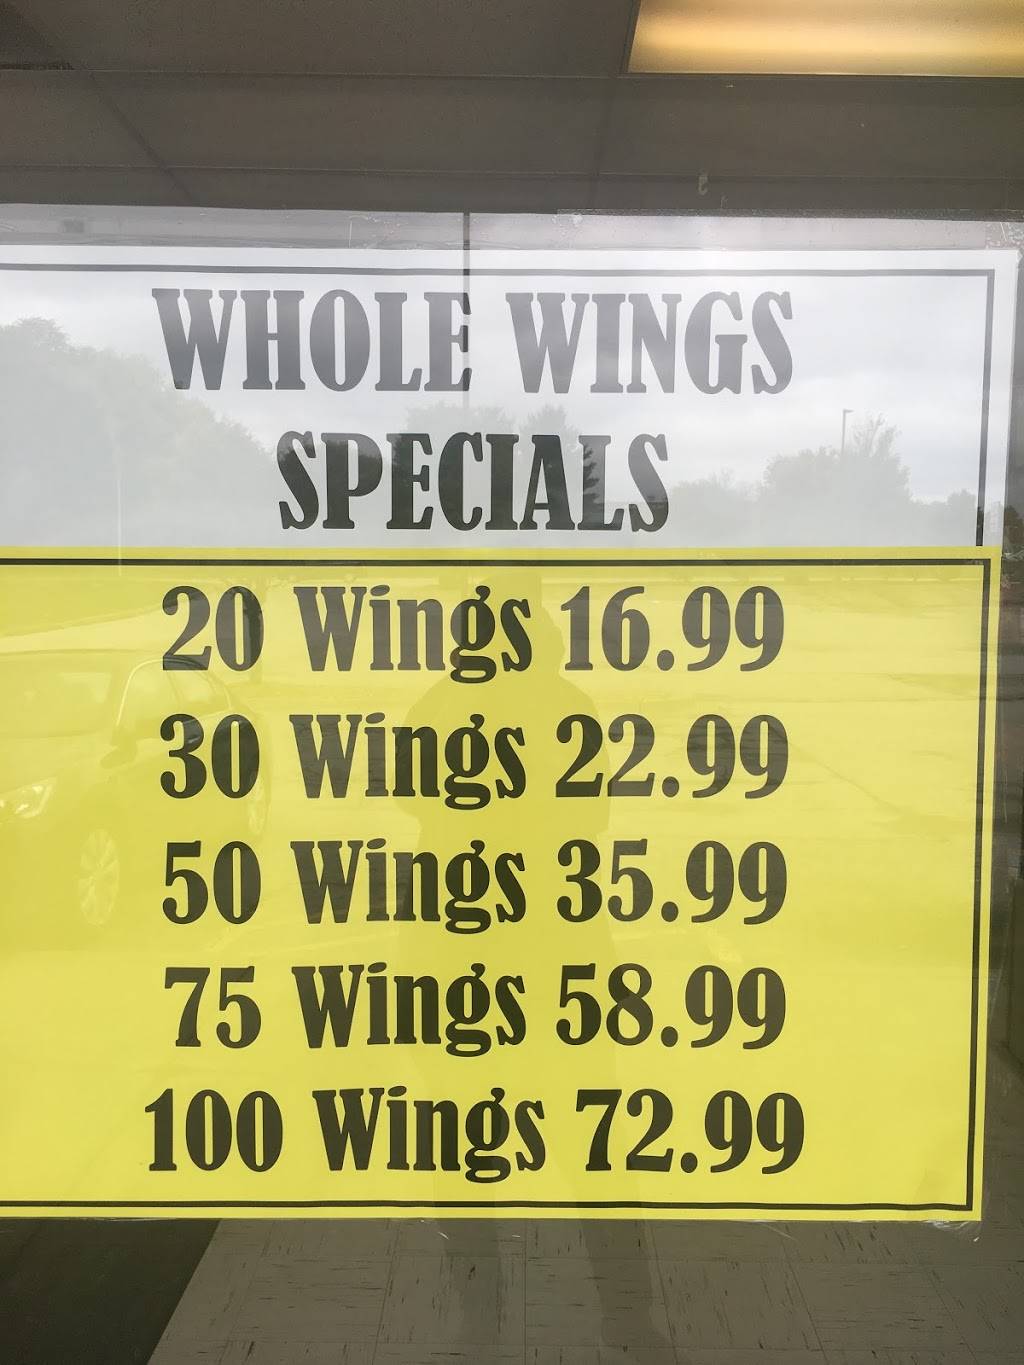 WHOLE WINGS
SPECIALS
20 Wings 16.99
30 Wings 22.99
50 Wings 35.99
75 Wings 58.99
100 Wings 72.99